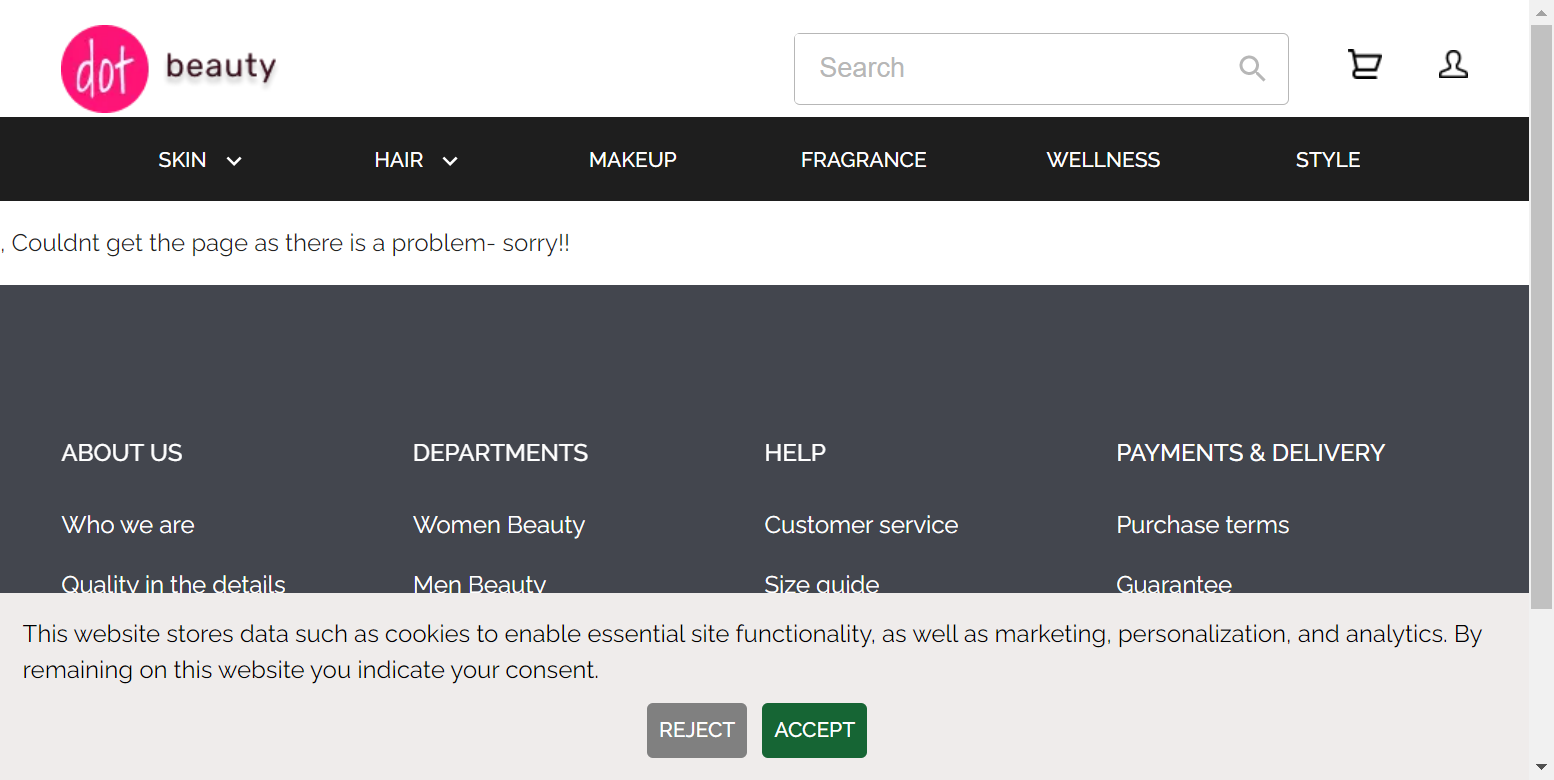 dot beauty
Search
SKIN HAIR MAKEUP FRAGRANCE WELLNESS STYLE
, Couldnt get the page as there is a problem- sorry!!
ABOUT US DEPARTMENTS HELP PAYMENTS & DELIVERY
Who we are Women Beauty Customer service Purchase terms
Quality in the details Men Beauty Size guide Guarantee
This website stores data such as cookies to enable essential site functionality, as well as marketing, personalization, and analytics. By
remaining on this website you indicate your consent.
REJECT ACCEPT